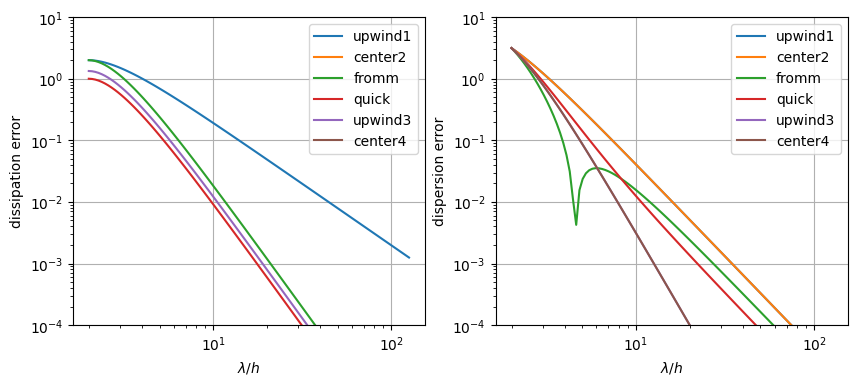 dissipation error
10^1
10^0
10^{-1}
10^{-2}
10^{-3}
10^{-4}
10^1
10^2
λ/h
upwind1
center2
fromm
quick
upwind3
center4
dispersion error
10^1
10^0
10^{-1}
10^{-2}
10^{-3}
10^{-4}
10^1
10^2
λ/h
upwind1
center2
fromm
quick
upwind3
center4